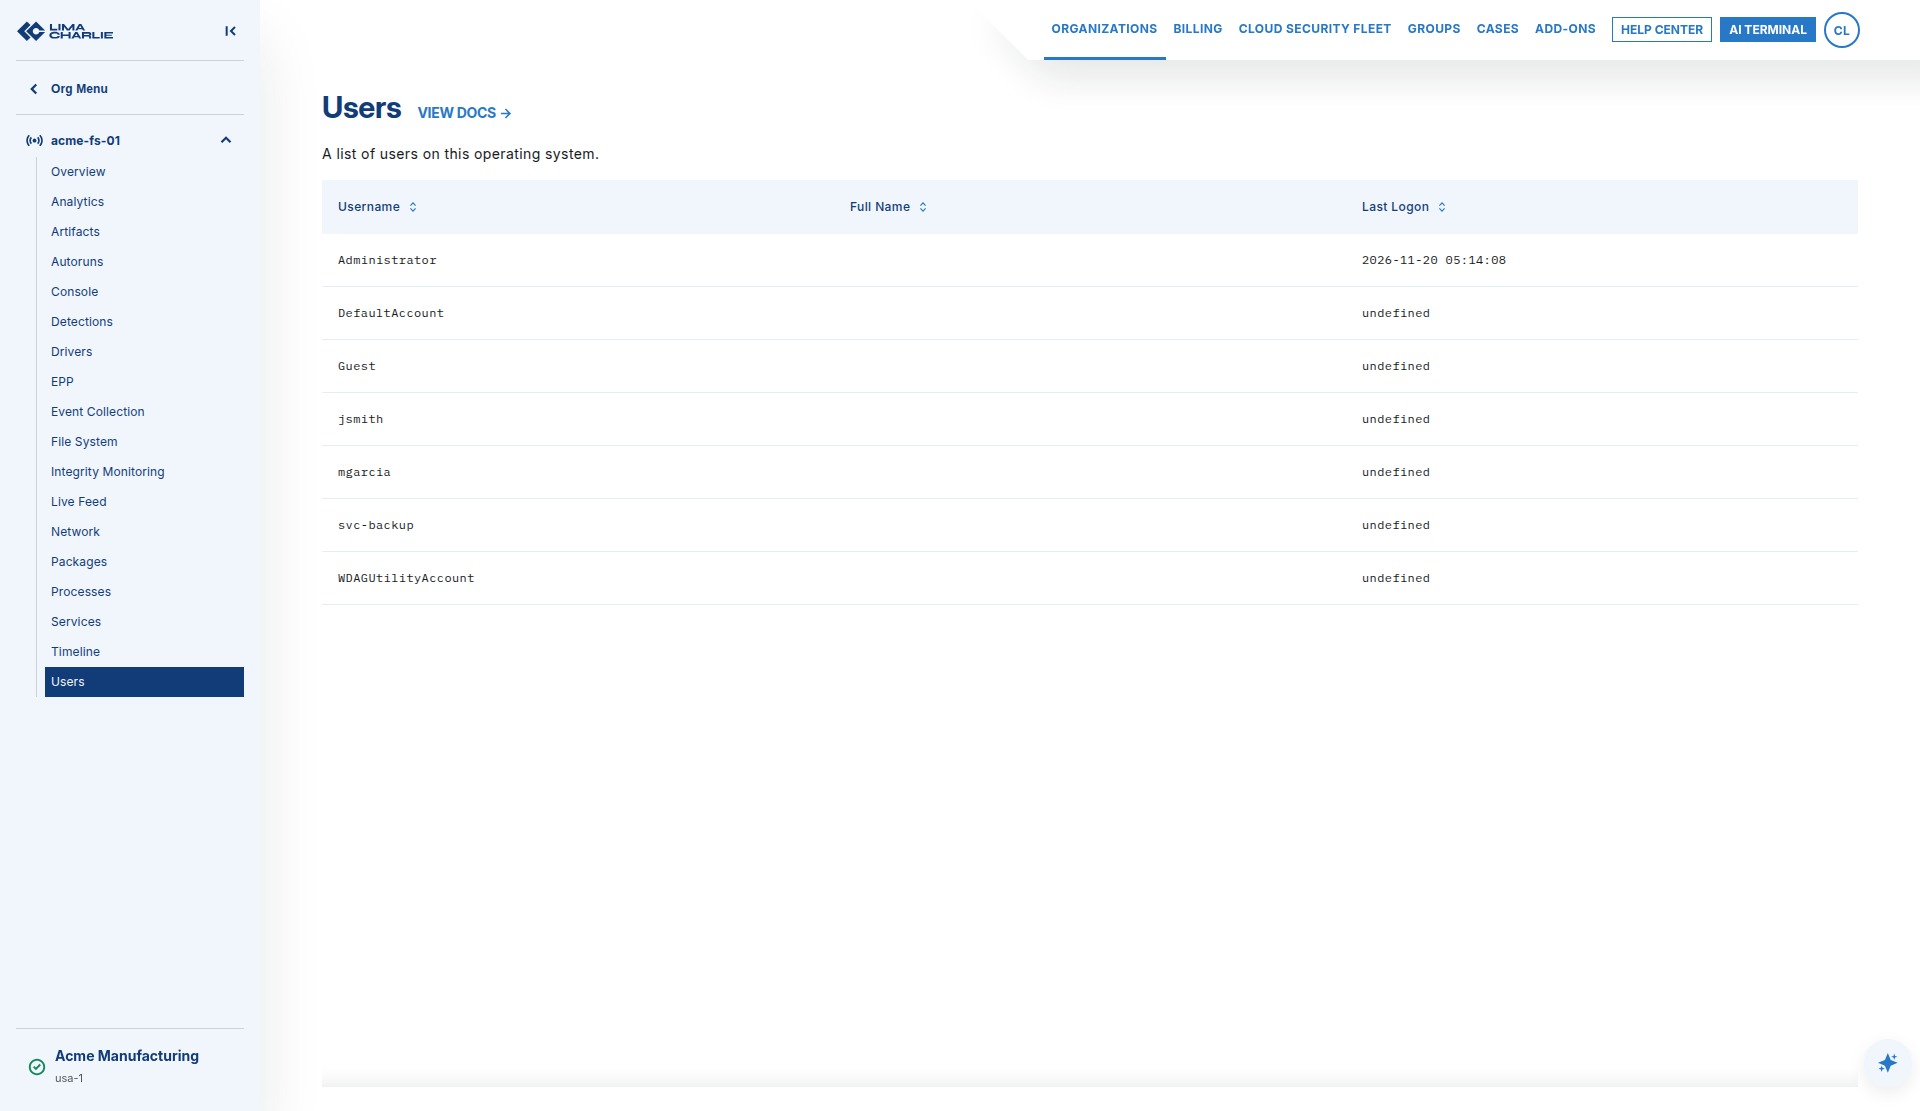 LIMA
CHARLIE
ORGANIZATIONS BILLING CLOUD SECURITY FLEET GROUPS CASES ADD-ONS HELP CENTER AI TERMINAL CL
Org Menu
acme-fs-01
Overview
Analytics
Artifacts
Autoruns
Console
Detections
Drivers
EPP
Event Collection
File System
Integrity Monitoring
Live Feed
Network
Packages
Processes
Services
Timeline
Users
Acme Manufacturing
usa-1
Users VIEW DOCS →
A list of users on this operating system.
Username Full Name Last Logon
Administrator 2026-11-20 05:14:08
DefaultAccount undefined
Guest undefined
jsmith undefined
mgarcia undefined
svc-backup undefined
WDAGUtilityAccount undefined